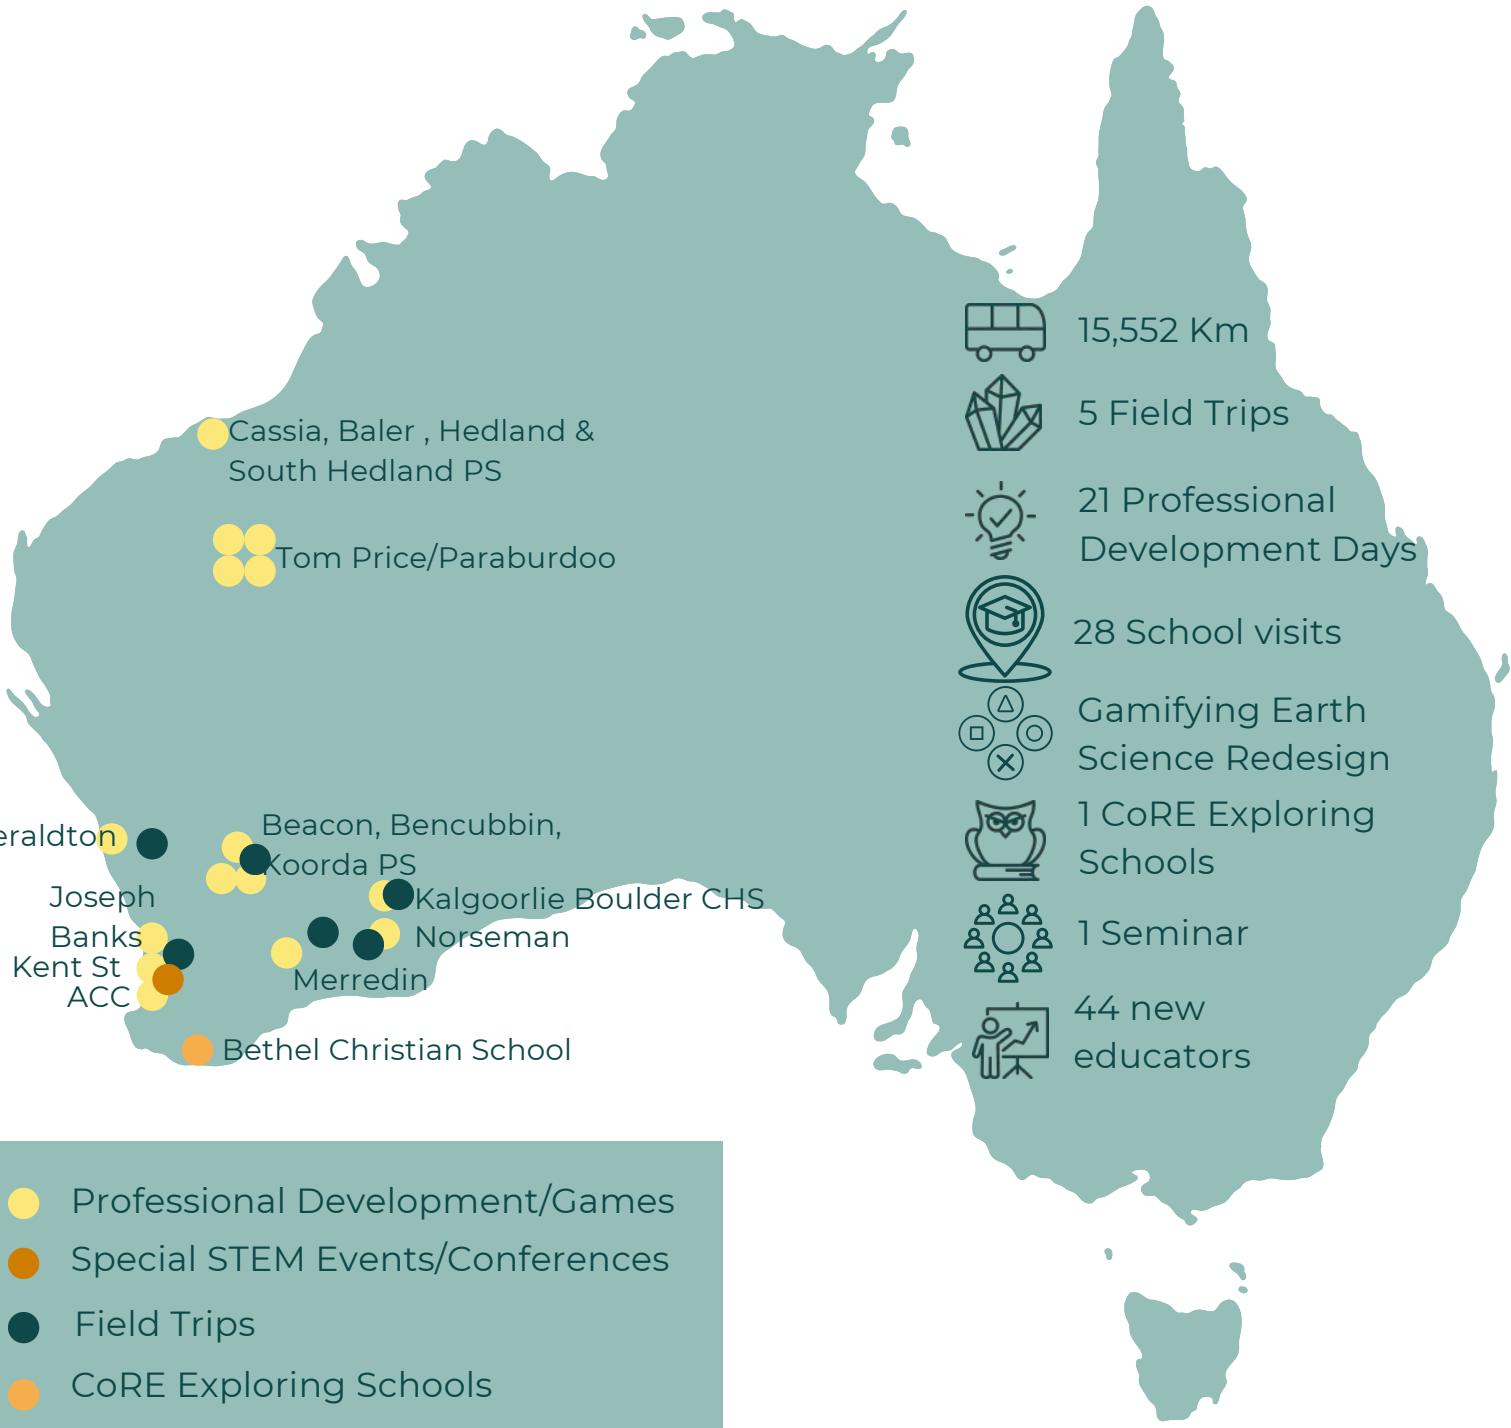 15,552 Km
5 Field Trips
Cassia, Baler , Hedland &
South Hedland PS
21 Professional
Development Days
Tom Price/Paraburdoo
28 School visits
Gamifying Earth
Science Redesign
1 CoRE Exploring
Schools
eraldton
Beacon, Bencubbin,
Koorda PS
Joseph
Banks
Kalgoorlie Boulder CHS
Norseman
Kent St
Merredin
ACC
1 Seminar
44 new
educators
Bethel Christian School
Professional Development/Games
Special STEM Events/Conferences
Field Trips
CoRE Exploring Schools